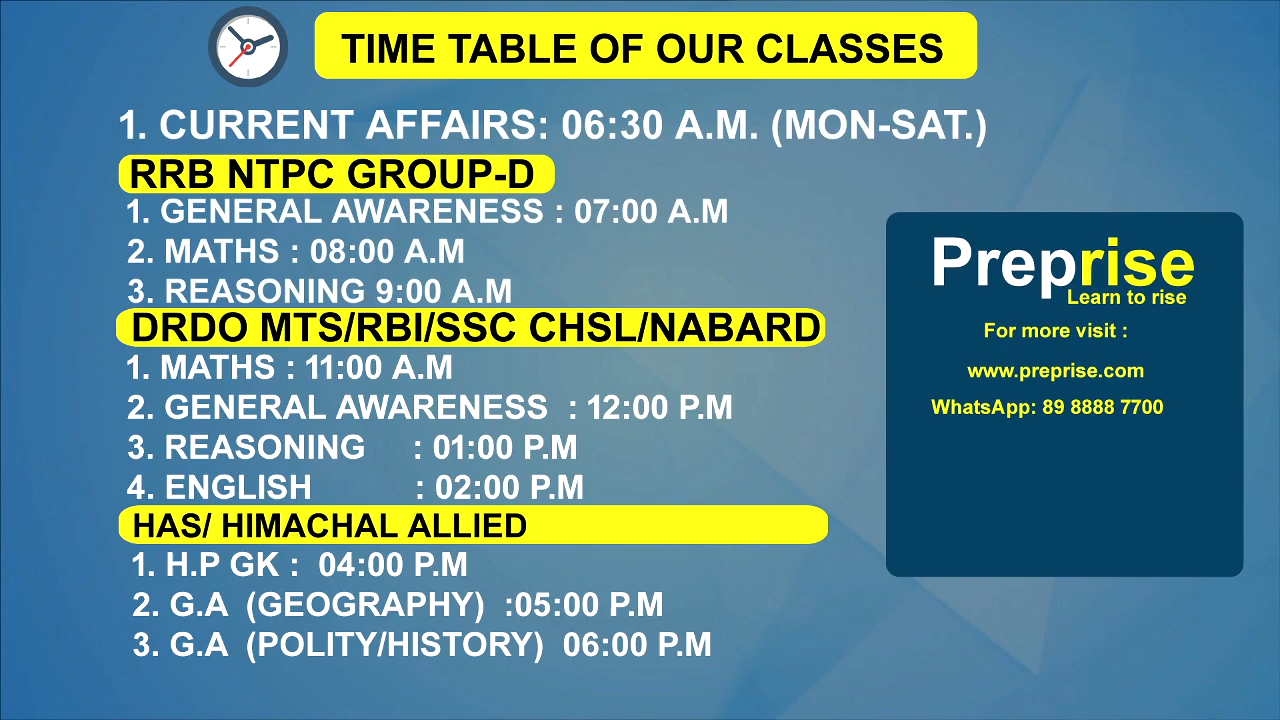 TIME TABLE OF OUR CLASSES
1. CURRENT AFFAIRS: 06:30 A.M. (MON-SAT.)
RRB NTPC GROUP-D
1. GENERAL AWARENESS : 07:00 A.M
2. MATHS : 08:00 A.M
3. REASONING 9:00 A.M
DRDO MTS/RBI/SSC CHSL/NABARD
1. MATHS : 11:00 A.M
2. GENERAL AWARENESS : 12:00 P.M
3. REASONING : 01:00 P.M
4. ENGLISH : 02:00 P.M
HAS/ HIMACHAL ALLIED
1. H.P GK : 04:00 P.M
2. G.A (GEOGRAPHY) :05:00 P.M
3. G.A (POLITY/HISTORY) 06:00 P.M
Preprise
Learn to rise
For more visit :
www.preprise.com
WhatsApp: 89 8888 7700